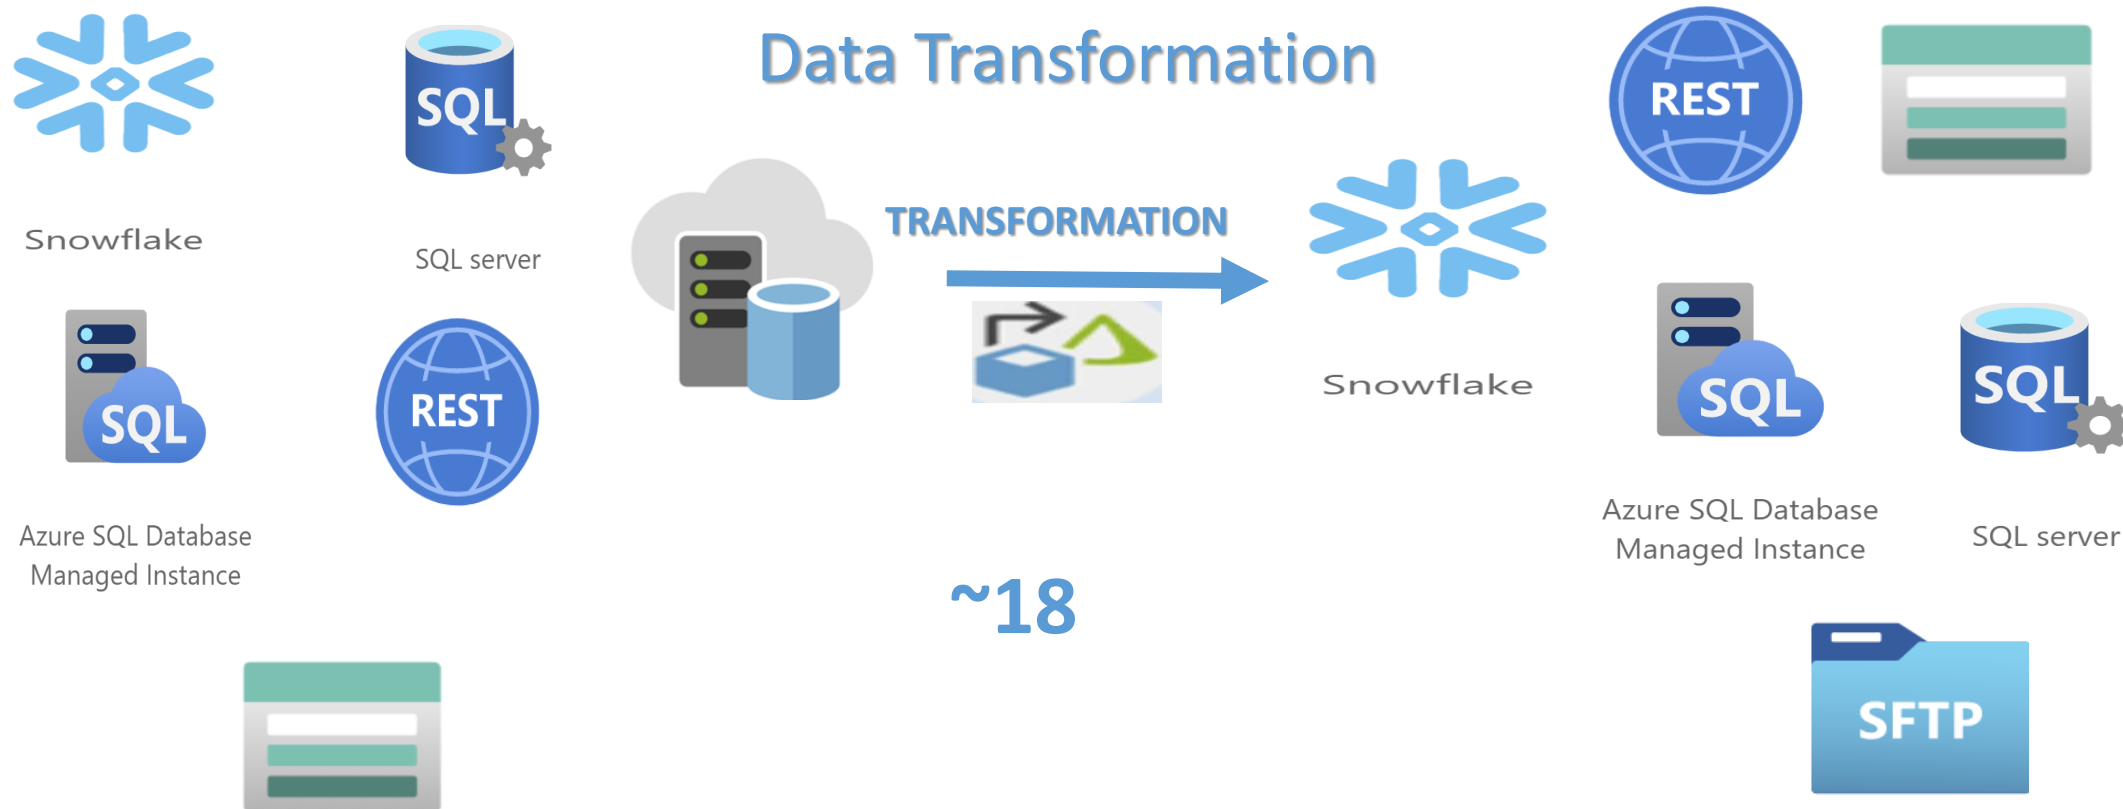 Data Transformation
SQL
Snowflake
SQL server
SQL
Azure SQL Database
Managed Instance
REST
TRANSFORMATION
Snowflake
~18
REST
SQL
Azure SQL Database
Managed Instance
SQL
SQL server
SFTP